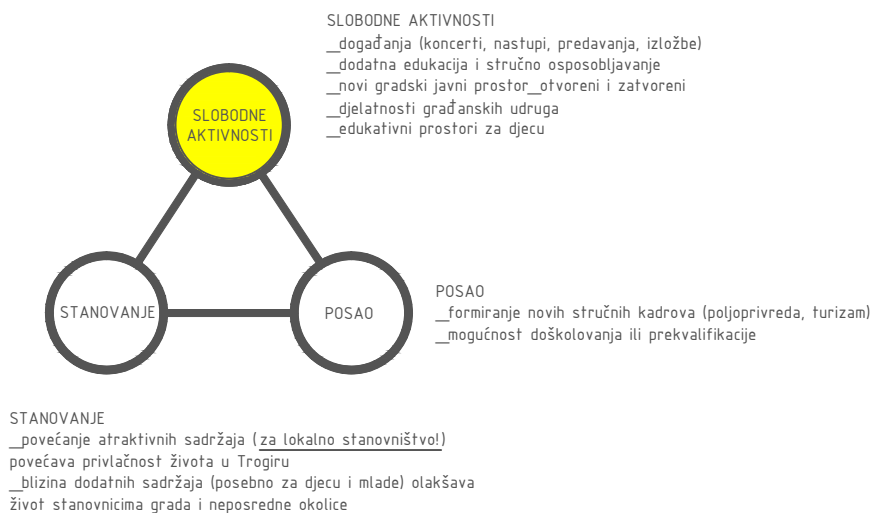 SLOBODNE AKTIVNOSTI
__događanja (koncerti, nastupi, predavanja, izložbe)
__dodatna edukacija i stručno osposobljavanje
__novi gradski javni prostor__otvoreni i zatvoreni
__djelatnosti građanskih udruga
__edukativni prostori za djecu
SLOBODNE
AKTIVNOSTI
STANOVANJE
POSAO
POSAO
__formiranje novih stručnih kadrova (poljoprivreda, turizam)
__mogućnost doškolovanja ili prekvalifikacije
STANOVANJE
__povećanje atraktivnih sadržaja (za lokalno stanovništvo!)
povećava privlačnost života u Trogiru
__blizina dodatnih sadržaja (posebno za djecu i mlade) olakšava
život stanovnicima grada i neposredne okolice